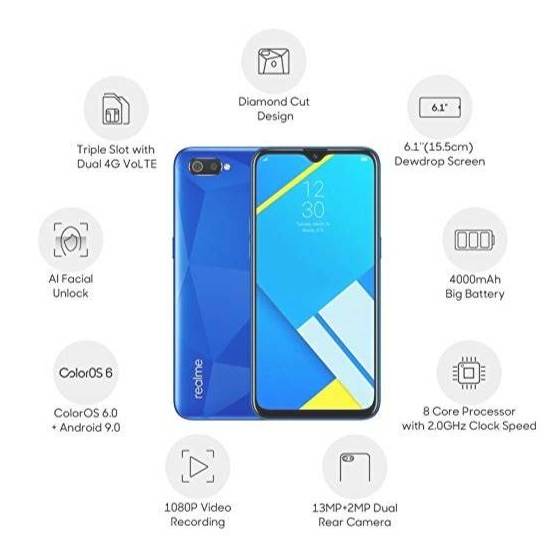 Diamond Cut
Design
Triple Slot with
Dual 4G VoLTE
6.1"
6.1"(15.5cm)
Dewdrop Screen
12
30
AI Facial
Unlock
4000mAh
Big Battery
realme
ColorOS 6
ColorOS 6.0
+ Android 9.0
8 Core Processor
with 2.0GHz Clock Speed
1080P Video
Recording
13MP+2MP Dual
Rear Camera